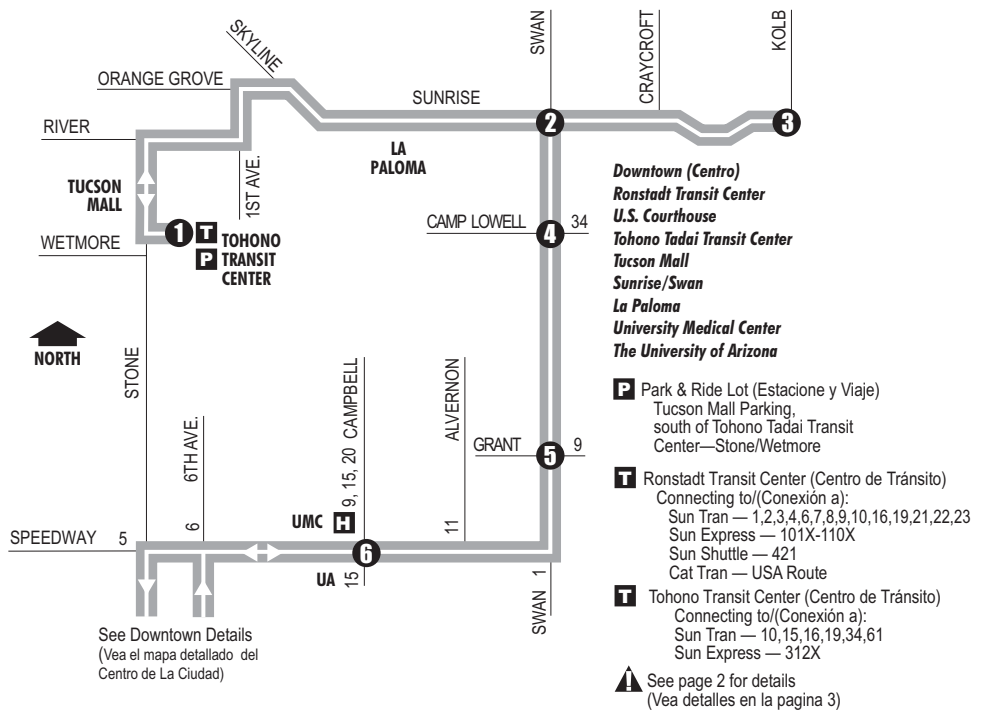 SKYLINE
SWAN
KOLB
CRAYCROFT
ORANGE GROVE
SUNRISE
RIVER
2
3
LA
PALOMA
1ST AVE.
TUCSON
MALL
WETMORE
1
T
P
TOHONO
TRANSIT
CENTER
CAMP LOWELL
4
34
NORTH
STONE
6TH AVE.
6
9, 15, 20 CAMPBELL
ALVERNON
11
GRANT
5
9
UMC
H
SPEEDWAY
5
6
UA
15
SWAN
1
See Downtown Details
(Vea el mapa detallado del
Centro de La Ciudad)
Downtown (Centro)
Ronstadt Transit Center
U.S. Courthouse
Tohono Tadai Transit Center
Tucson Mall
Sunrise/Swan
La Paloma
University Medical Center
The University of Arizona
P Park & Ride Lot (Estacione y Viaje)
Tucson Mall Parking,
south of Tohono Tadai Transit
Center—Stone/Wetmore
T Ronstadt Transit Center (Centro de Tránsito)
Connecting to/(Conexión a):
Sun Tran — 1,2,3,4,6,7,8,9,10,16,19,21,22,23
Sun Express — 101X-110X
Sun Shuttle — 421
Cat Tran — USA Route
T Tohono Transit Center (Centro de Tránsito)
Connecting to/(Conexión a):
Sun Tran — 10,15,16,19,34,61
Sun Express — 312X
! See page 2 for details
(Vea detalles en la pagina 3)